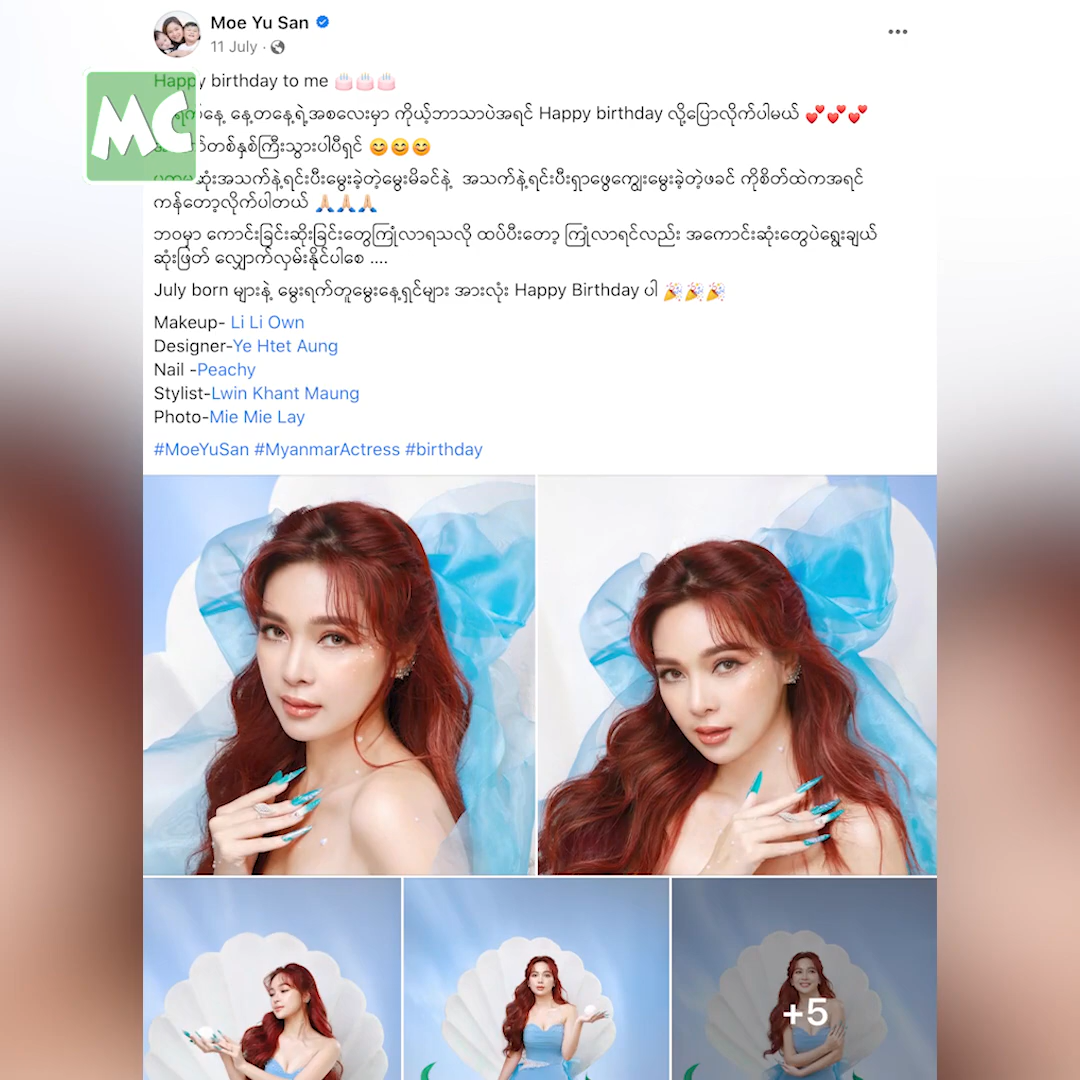 Moe Yu San
11 July ·
Happy birthday to me 🎂🎂🎂
နေ့တနေ့ရဲ့အစလေးမှာ ကိုယ့်ဘာသာပဲအရင် Happy birthday လို့ပြောလိုက်ပါမယ် 💕💕💕
တစ်နှစ်ကြီးသွားပါပီရှင် 😊😊😊
အသက်နဲ့ရင်းပီးမွေးခဲ့တဲ့မွေးမိခင်နဲ့ အသက်နဲ့ရင်းပီးရှာဖွေကျွေးမွေးခဲ့တဲ့ဖခင် ကိုစိတ်ထဲကအရင်
ကန်တော့လိုက်ပါတယ် 🙏🏻🙏🏻🙏🏻
ဘဝမှာ ကောင်းခြင်းဆိုးခြင်းတွေကြုံလာရသလို ထပ်ပီးတော့ ကြုံလာရင်လည်း အကောင်းဆုံးတွေပဲရွေးချယ်
ဆုံးဖြတ် လျှောက်လှမ်းနိုင်ပါစေ ....
July born များနဲ့ မွေးရက်တူမွေးနေ့ရှင်များ အားလုံး Happy Birthday ပါ 🎉🎉🎉
Makeup- Li Li Own
Designer-Ye Htet Aung
Nail -Peachy
Stylist-Lwin Khant Maung
Photo-Mie Mie Lay
#MoeYuSan #MyanmarActress #birthday
MC
+5